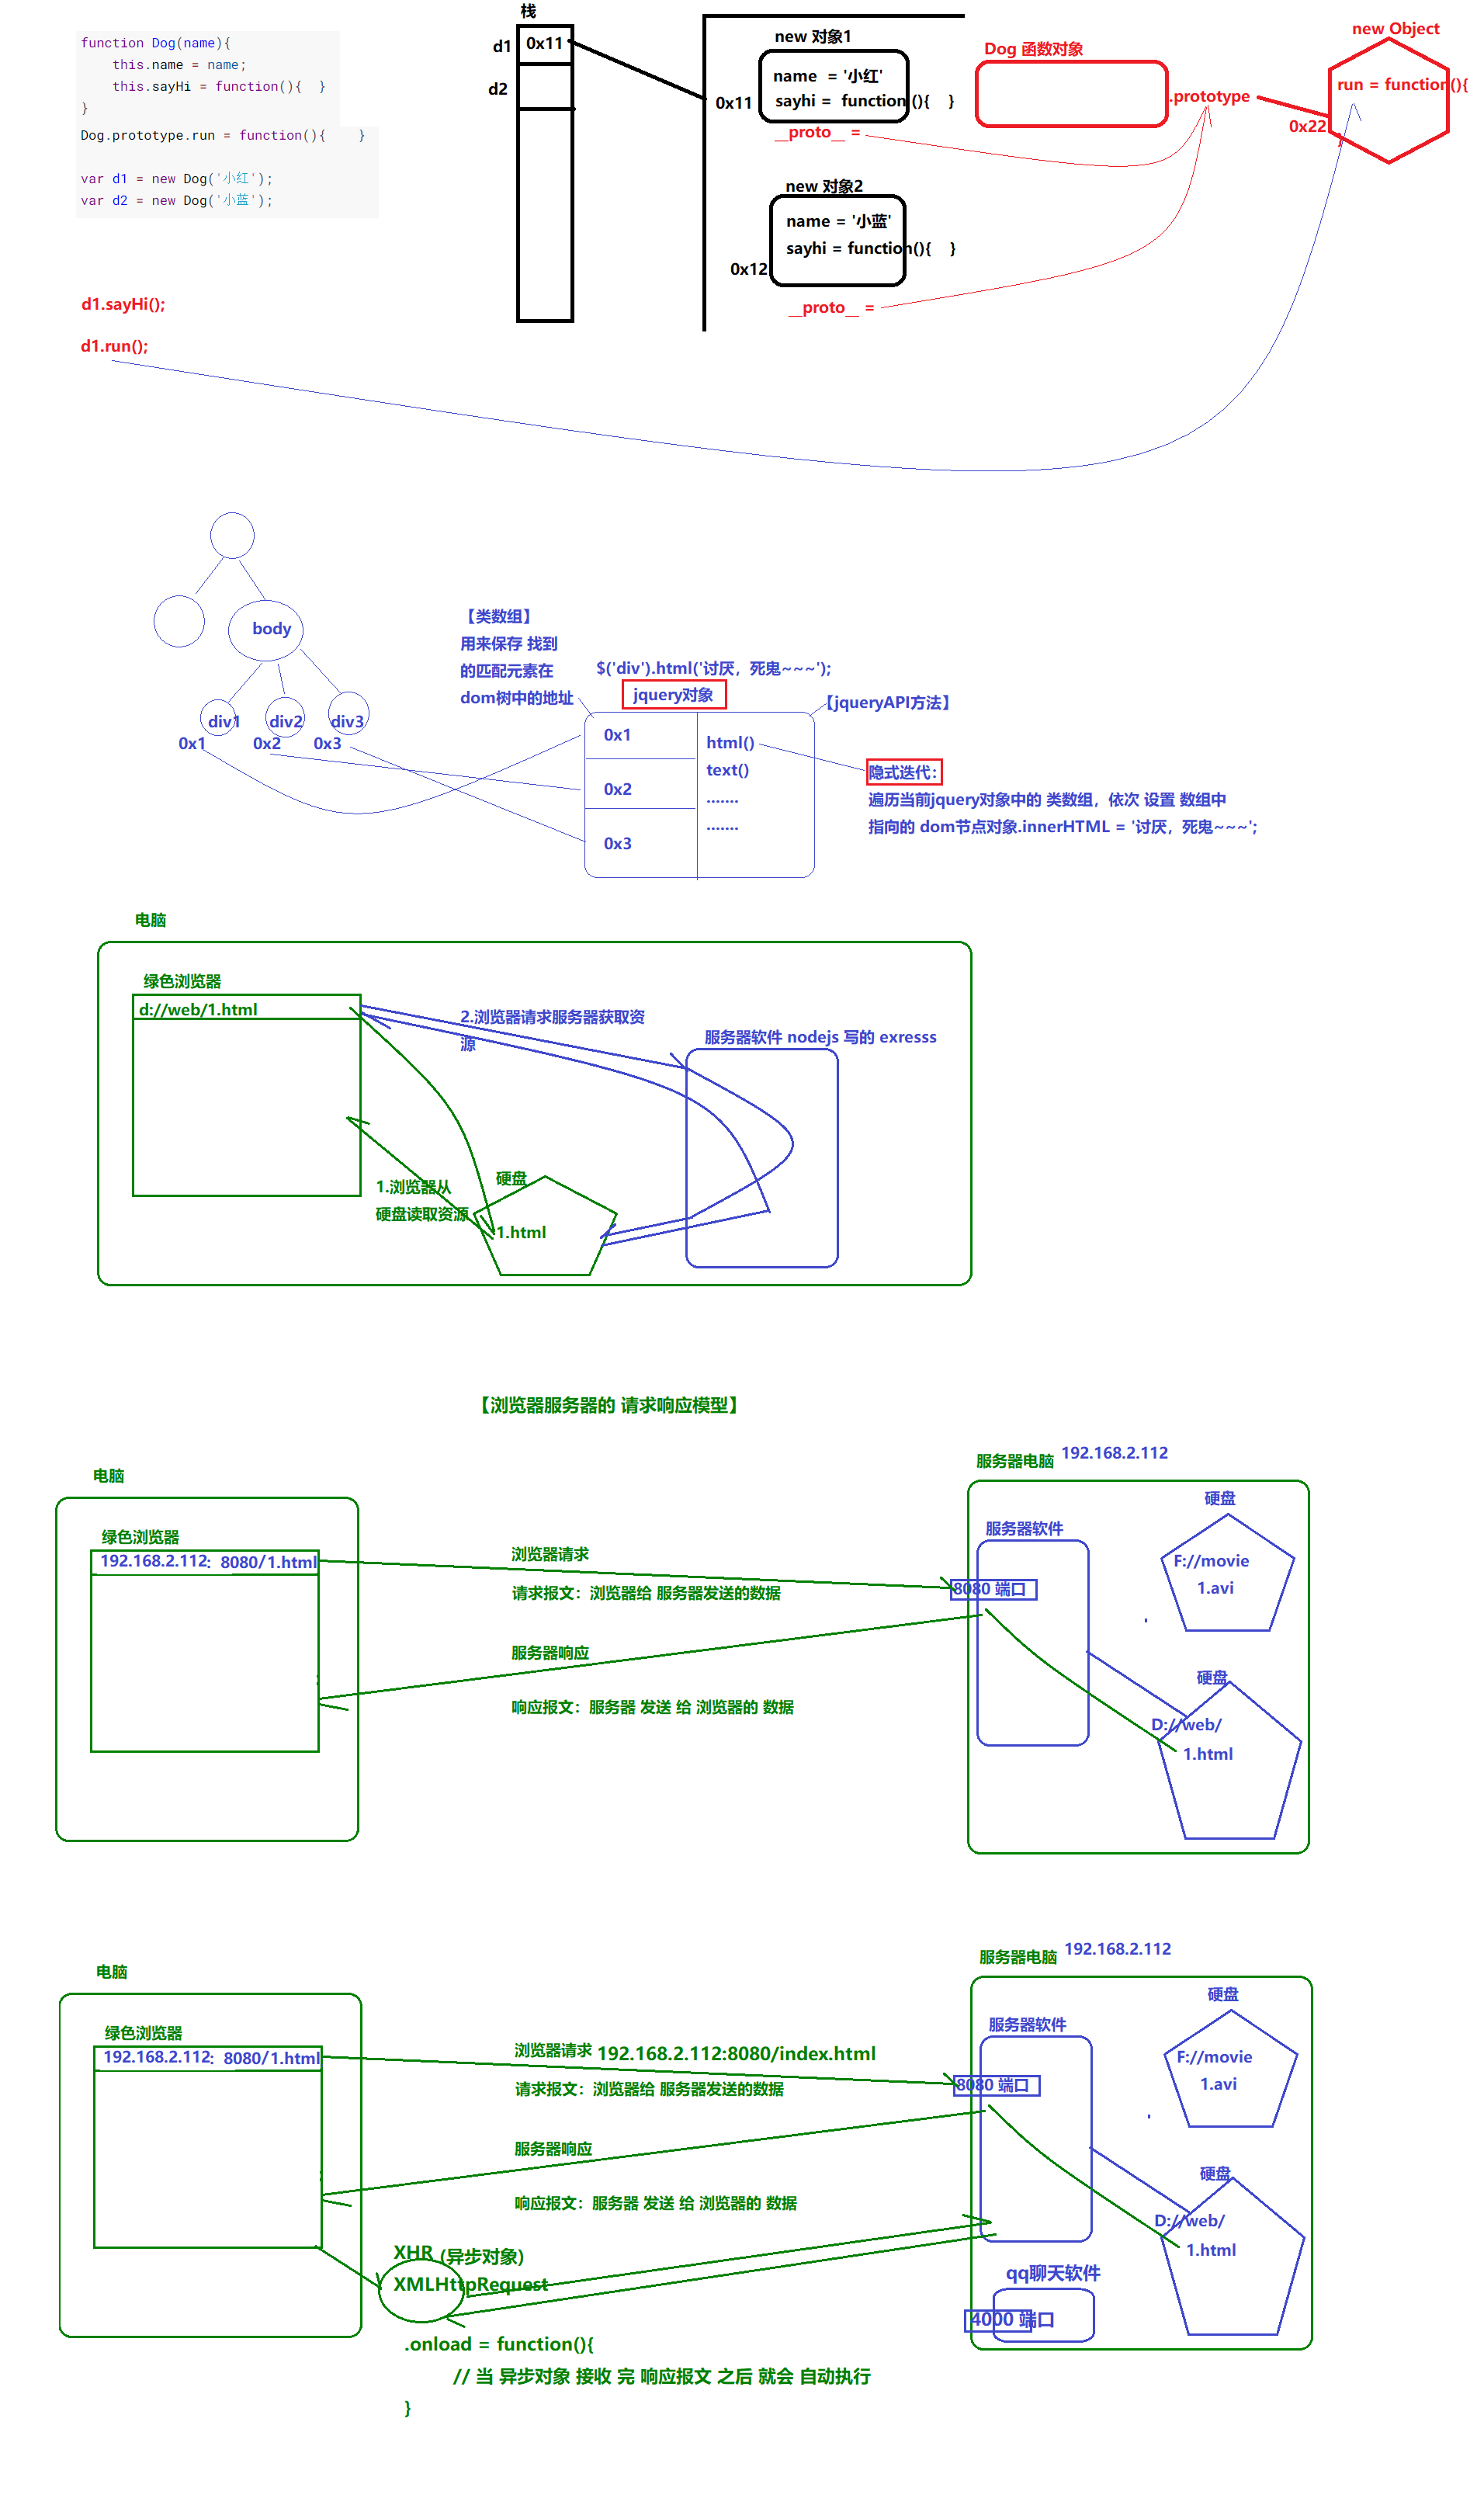 function Dog(name){
this.name = name;
this.sayHi = function(){  }
}
Dog.prototype.run = function(){    }
var d1 = new Dog('小红');
var d2 = new Dog('小蓝');
d1.sayHi();
d1.run();
栈
d1
0x11
d2
new 对象1
name  = '小红'
sayhi =  function(){    }
0x11
__proto__ =
new 对象2
name = '小蓝'
sayhi = function(){    }
0x12
__proto__ =
Dog 函数对象
.prototype
new Object
run = function(){
0x22
}
body
div1
div2
div3
0x1
0x2
0x3
【类数组】
用来保存 找到
的匹配元素在
dom树中的地址
$('div').html('讨厌，死鬼~~~');
jquery对象
【jqueryAPI方法】
0x1
0x2
0x3
html()
text()
.......
.......
隐式迭代：
遍历当前jquery对象中的 类数组，依次 设置 数组中
指向的 dom节点对象.innerHTML = '讨厌，死鬼~~~';
电脑
绿色浏览器
d://web/1.html
2.浏览器请求服务器获取资
源
服务器软件 nodejs 写的 exresss
1.浏览器从
硬盘读取资源
硬盘
1.html
【浏览器服务器的 请求响应模型】
电脑
绿色浏览器
192.168.2.112:  8080/1.html
浏览器请求
请求报文：浏览器给 服务器发送的数据
服务器响应
响应报文：服务器 发送 给 浏览器的 数据
服务器电脑
192.168.2.112
服务器软件
8080 端口
硬盘
F://movie
1.avi
硬盘
D://web/
1.html
电脑
绿色浏览器
192.168.2.112:  8080/1.html
浏览器请求 192.168.2.112:8080/index.html
请求报文：浏览器给 服务器发送的数据
服务器响应
响应报文：服务器 发送 给 浏览器的 数据
服务器电脑
192.168.2.112
服务器软件
8080 端口
硬盘
F://movie
1.avi
硬盘
D://web/
1.html
qq聊天软件
4000 端口
XHR (异步对象)
XMLHttpRequest
.onload = function(){
// 当 异步对象 接收 完 响应报文 之后 就会 自动执行
}